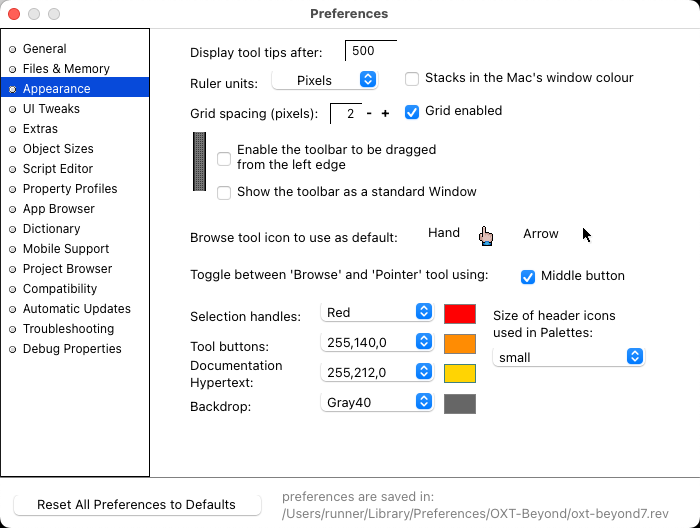 Preferences
General
Files & Memory
Appearance
UI Tweaks
Extras
Object Sizes
Script Editor
Property Profiles
App Browser
Dictionary
Mobile Support
Project Browser
Compatibility
Automatic Updates
Troubleshooting
Debug Properties
Display tool tips after: 500
Ruler units: Pixels Stacks in the Mac's window colour
Grid spacing (pixels): 2 - + Grid enabled
Enable the toolbar to be dragged
from the left edge
Show the toolbar as a standard Window
Browse tool icon to use as default: Hand Arrow
Toggle between 'Browse' and 'Pointer' tool using: Middle button
Selection handles: Red
Tool buttons: 255,140,0
Documentation
Hypertext: 255,212,0
Backdrop: Gray40
Size of header icons
used in Palettes:
small
Reset All Preferences to Defaults
preferences are saved in:
/Users/runner/Library/Preferences/OXT-Beyond/oxt-beyond7.rev